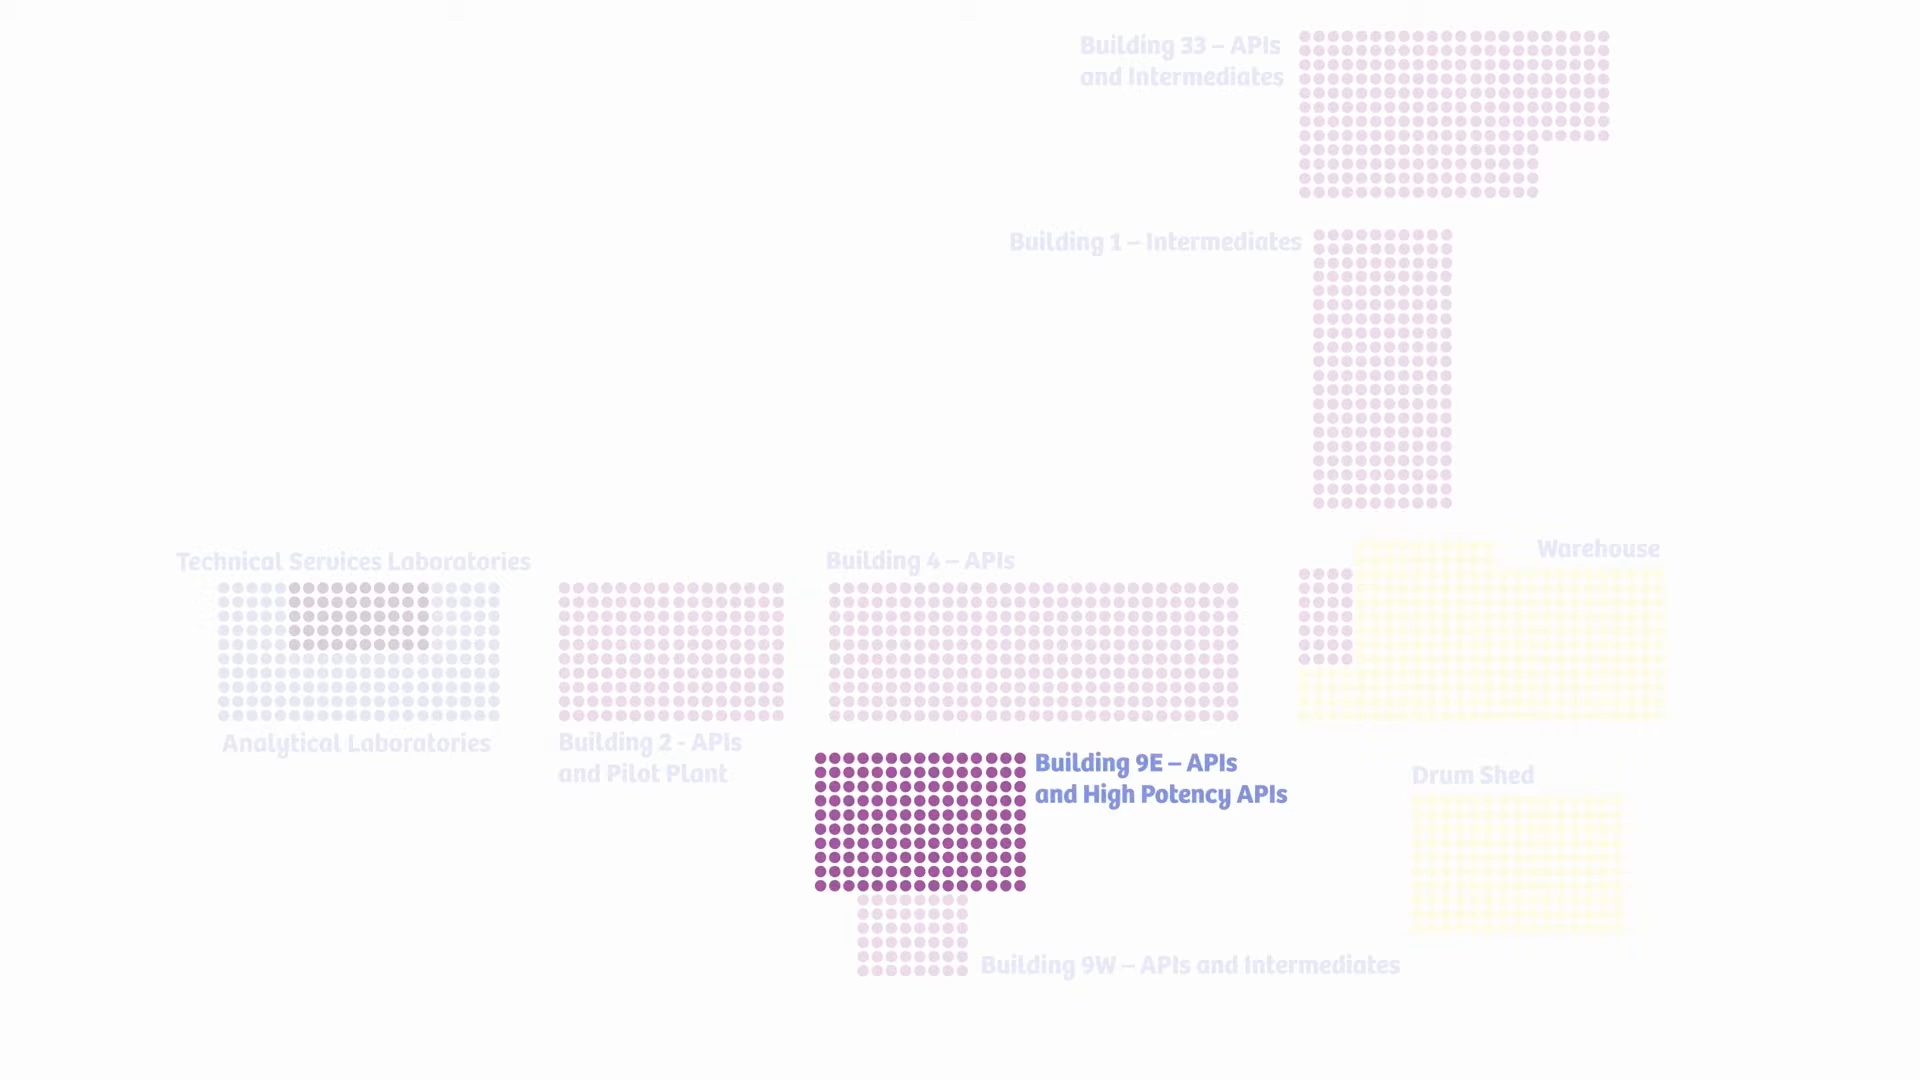 Building 33 – APIs
and Intermediates
Building 1 – Intermediates
Technical Services Laboratories
Building 4 – APIs
Warehouse
Analytical Laboratories
Building 2 - APIs
and Pilot Plant
Building 9E – APIs
and High Potency APIs
Drum Shed
Building 9W – APIs and Intermediates